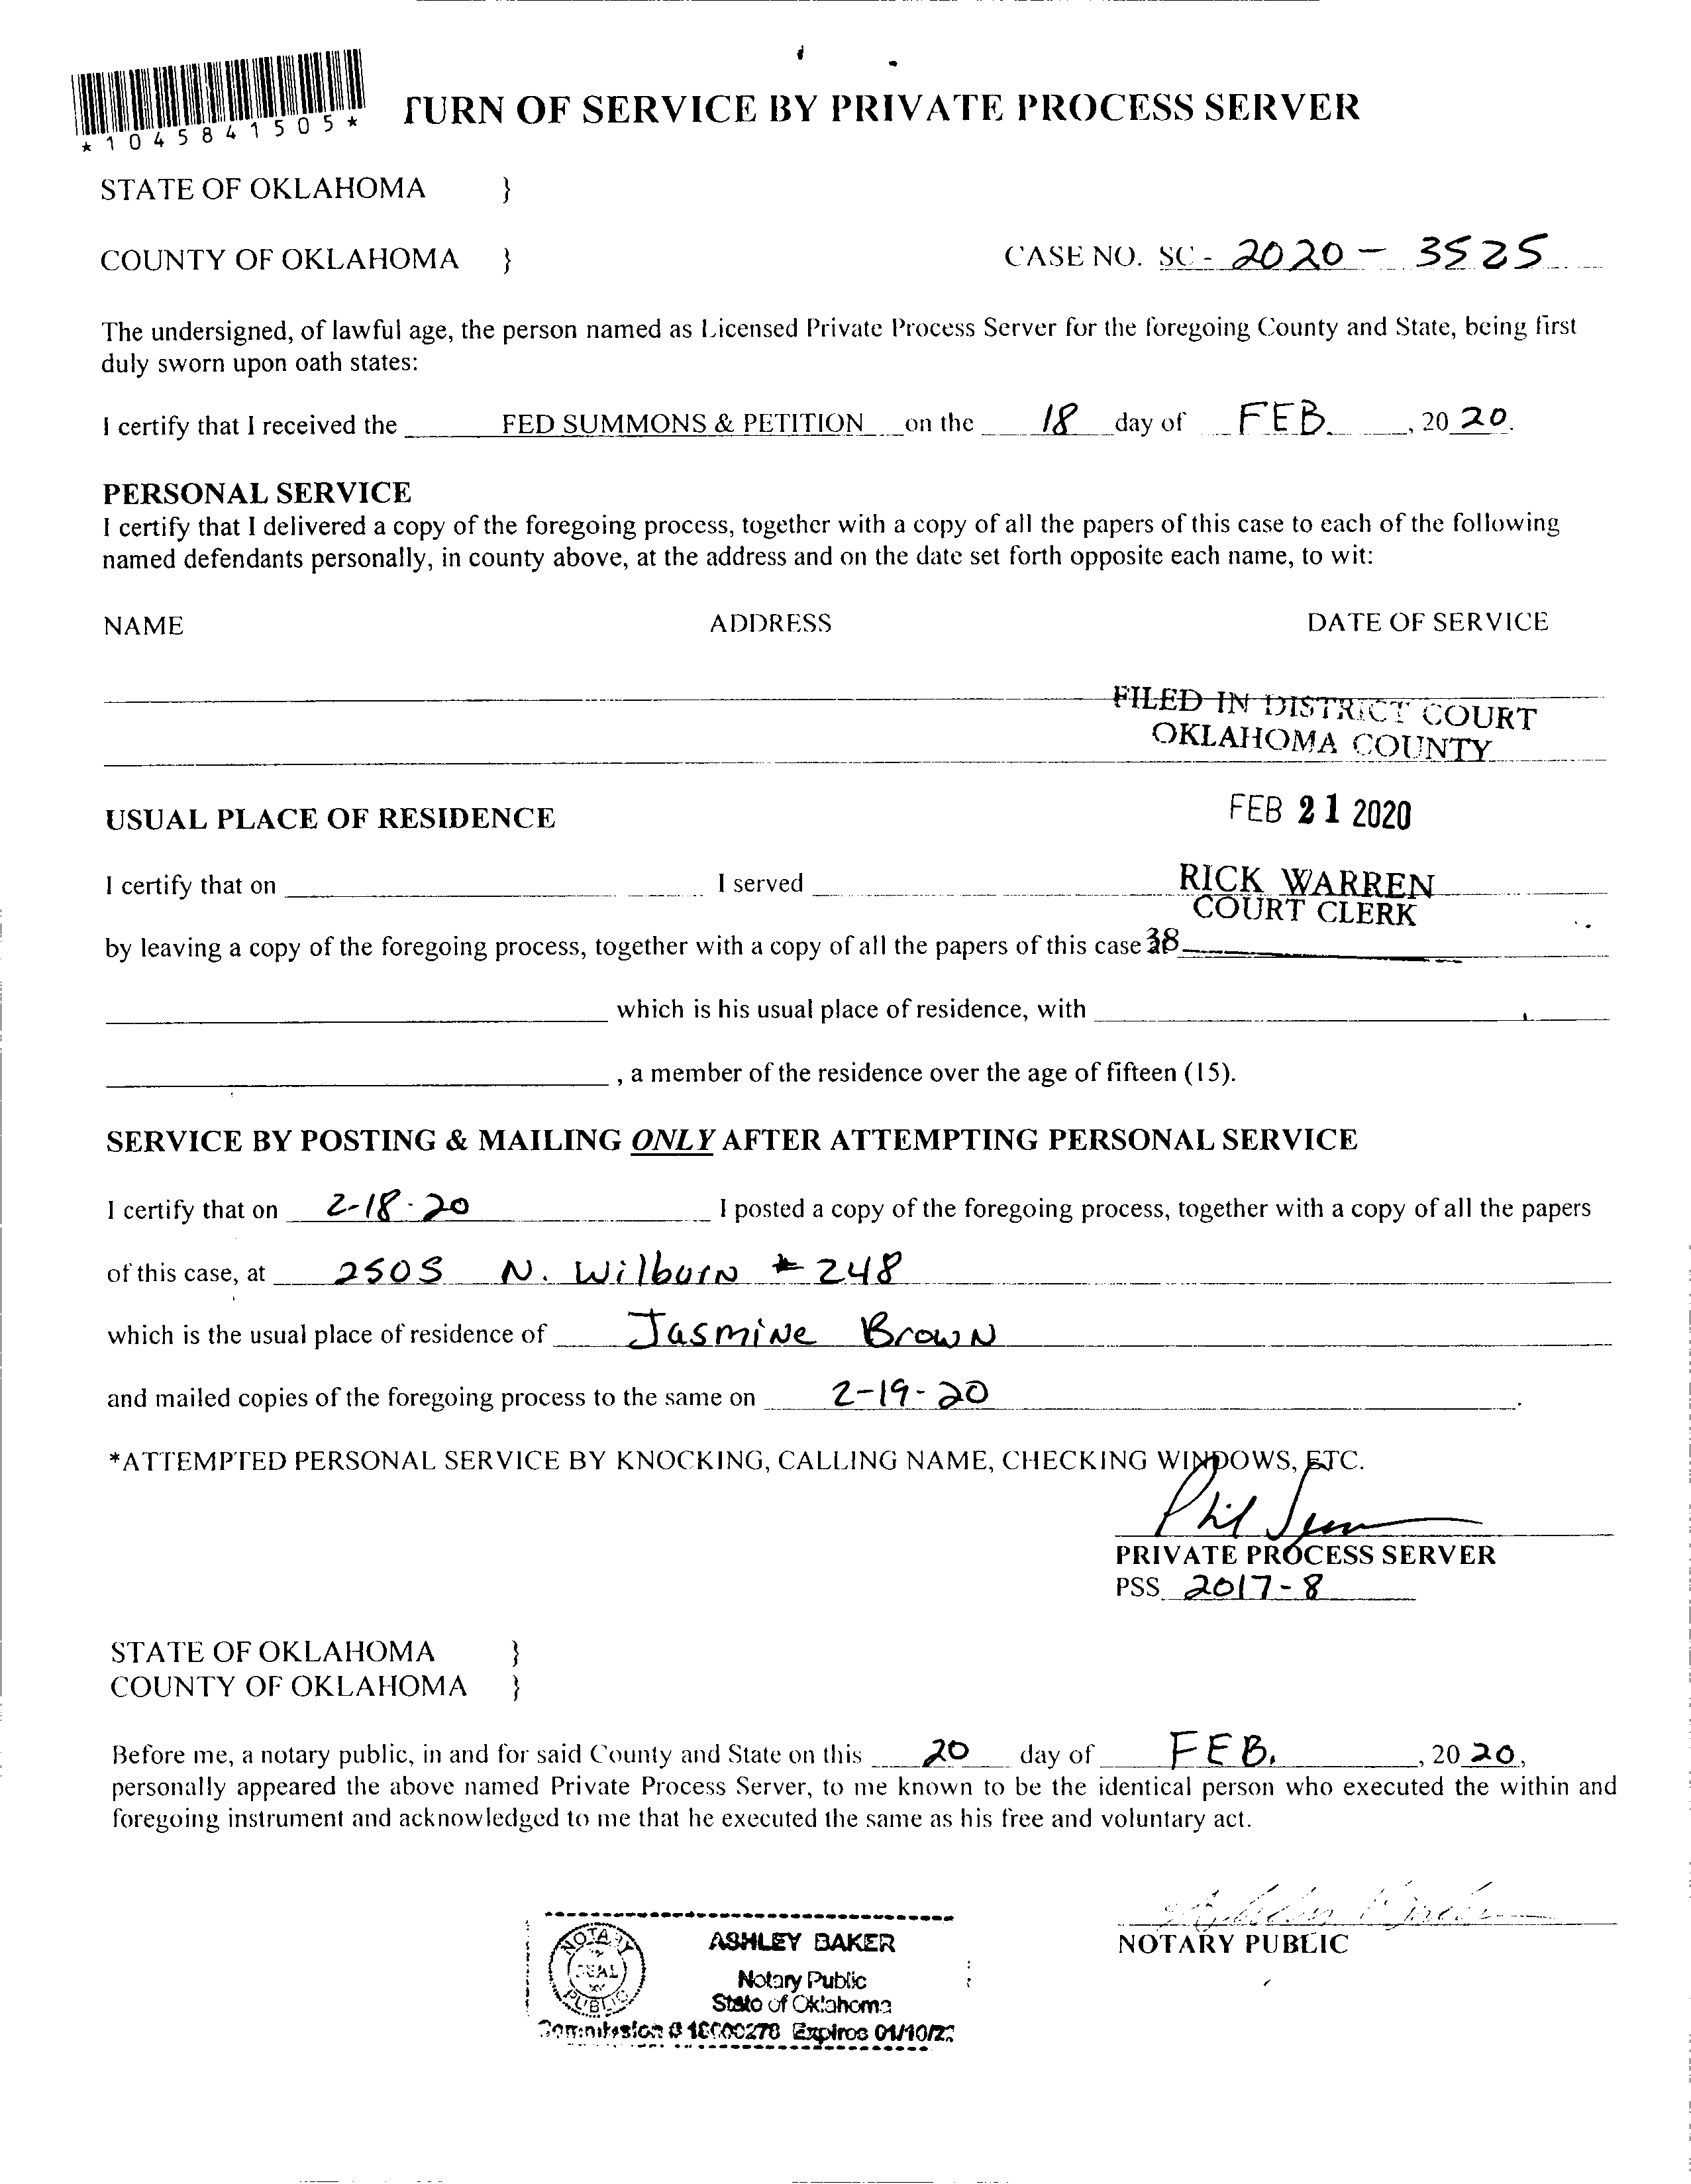 *1045841505*
TURN OF SERVICE BY PRIVATE PROCESS SERVER
STATE OF OKLAHOMA }
COUNTY OF OKLAHOMA } CASE NO. SC - 2020 - 3525
The undersigned, of lawful age, the person named as Licensed Private Process Server for the foregoing County and State, being first
duly sworn upon oath states:
I certify that I received the FED SUMMONS & PETITION on the 18 day of FEB. , 20 20.
PERSONAL SERVICE
I certify that I delivered a copy of the foregoing process, together with a copy of all the papers of this case to each of the following
named defendants personally, in county above, at the address and on the date set forth opposite each name, to wit:
NAME ADDRESS DATE OF SERVICE
FILED IN DISTRICT COURT
OKLAHOMA COUNTY
FEB 21 2020
USUAL PLACE OF RESIDENCE
I certify that on I served
RICK WARREN
COURT CLERK
by leaving a copy of the foregoing process, together with a copy of all the papers of this case 38
which is his usual place of residence, with
, a member of the residence over the age of fifteen (15).
SERVICE BY POSTING & MAILING ONLY AFTER ATTEMPTING PERSONAL SERVICE
I certify that on 2-18-20 I posted a copy of the foregoing process, together with a copy of all the papers
of this case, at 2505 N. Wilburn # 248
which is the usual place of residence of Jasmine Brown
and mailed copies of the foregoing process to the same on 2-19-20 .
*ATTEMPTED PERSONAL SERVICE BY KNOCKING, CALLING NAME, CHECKING WINDOWS, ETC.
Phil
PRIVATE PROCESS SERVER
PSS 2017-8
STATE OF OKLAHOMA }
COUNTY OF OKLAHOMA }
Before me, a notary public, in and for said County and State on this 20 day of FEB. , 20 20,
personally appeared the above named Private Process Server, to me known to be the identical person who executed the within and
foregoing instrument and acknowledged to me that he executed the same as his free and voluntary act.
NOTARY PUBLIC
NOTARY
SEAL
PUBLIC
ASHLEY BAKER
Notary Public
State of Oklahoma
Commission # Expires